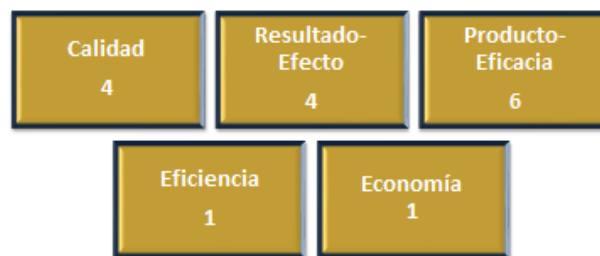 Calidad
4
Resultado-
Efecto
4
Producto-
Eficacia
6
Eficiencia
1
Economía
1